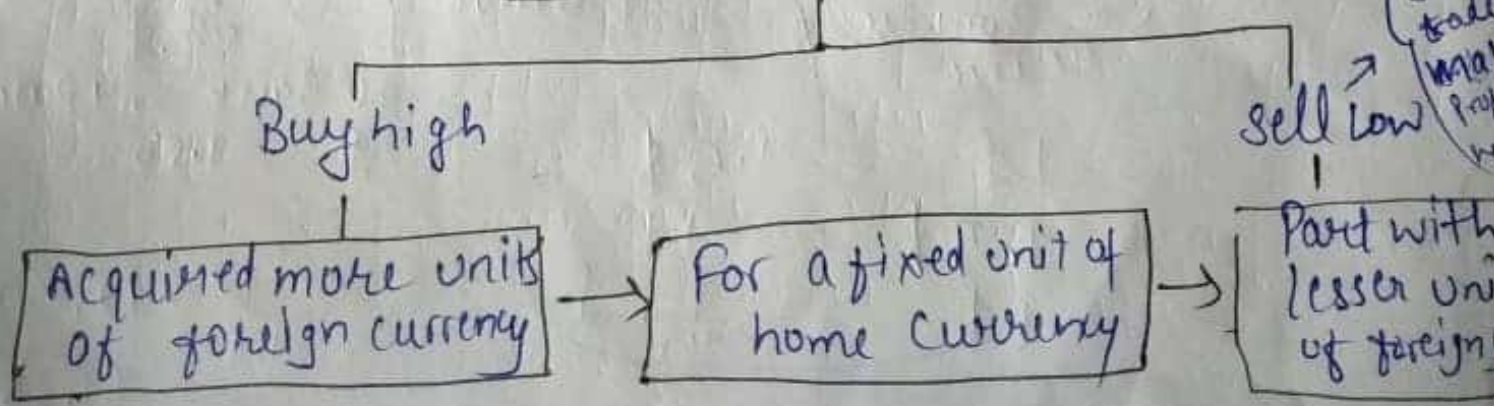 Buy high
Sell Low
Acquired more units
of foreign currency
For a fixed unit of
home currency
Part with
lesser uni
of foreign